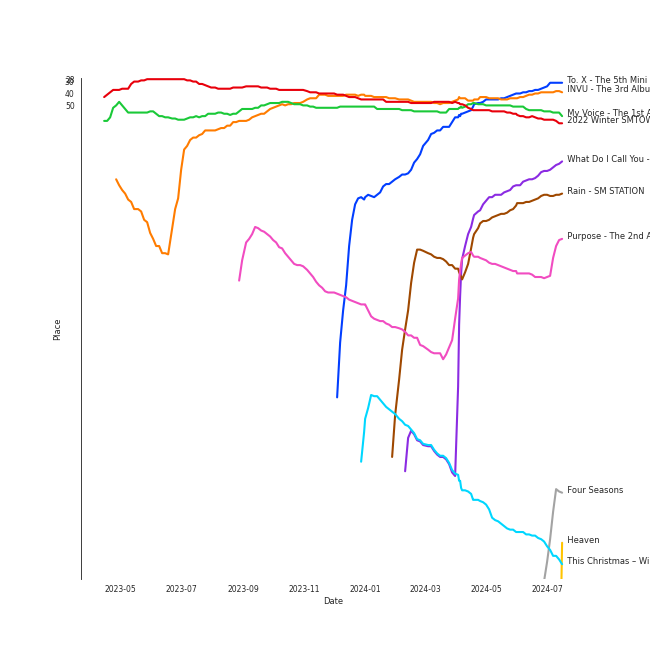 To. X - The 5th Mini
INVU - The 3rd Albu
40
50
My Voice - The 1st A
2022 Winter SMTOW
What Do I Call You -
Rain - SM STATION
Purpose - The 2nd A
Place
Four Seasons
Heaven
This Christmas – Wi
2023-05 2023-07 2023-09 2023-11 2024-01 2024-03 2024-05 2024-07
Date